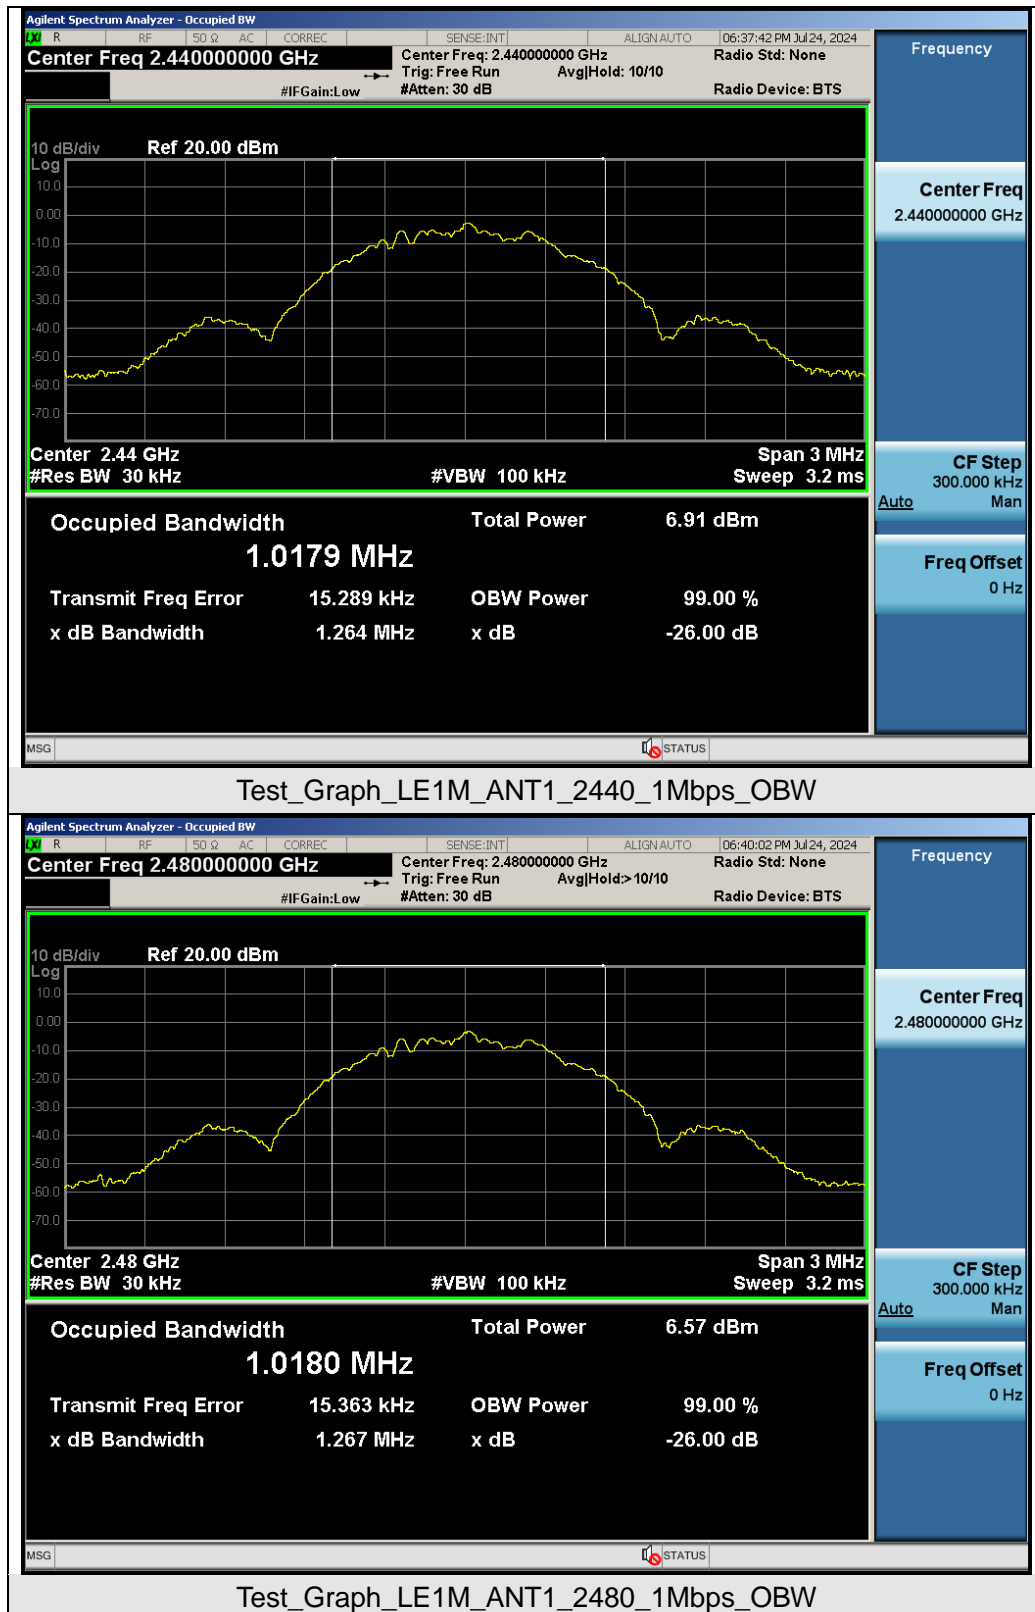 Agilent Spectrum Analyzer - Occupied BW
LXI R RF 50 Ω AC CORREC SENSE:INT ALIGN AUTO 06:37:42 PM Jul 24, 2024
Center Freq 2.440000000 GHz Center Freq: 2.440000000 GHz Radio Std: None
Trig: Free Run Avg|Hold: 10/10
#IFGain:Low #Atten: 30 dB Radio Device: BTS
Frequency
10 dB/div Ref 20.00 dBm
Log
10.0
0.00
-10.0
-20.0
-30.0
-40.0
-50.0
-60.0
-70.0
Center 2.44 GHz Span 3 MHz
#Res BW 30 kHz #VBW 100 kHz Sweep 3.2 ms
Center Freq
2.440000000 GHz
CF Step
300.000 kHz
Auto Man
Freq Offset
0 Hz
Occupied Bandwidth Total Power 6.91 dBm
1.0179 MHz
Transmit Freq Error 15.289 kHz OBW Power 99.00 %
x dB Bandwidth 1.264 MHz x dB -26.00 dB
MSG STATUS
Test_Graph_LE1M_ANT1_2440_1Mbps_OBW
Agilent Spectrum Analyzer - Occupied BW
LXI R RF 50 Ω AC CORREC SENSE:INT ALIGN AUTO 06:40:02 PM Jul 24, 2024
Center Freq 2.480000000 GHz Center Freq: 2.480000000 GHz Radio Std: None
Trig: Free Run Avg|Hold:>10/10
#IFGain:Low #Atten: 30 dB Radio Device: BTS
Frequency
10 dB/div Ref 20.00 dBm
Log
10.0
0.00
-10.0
-20.0
-30.0
-40.0
-50.0
-60.0
-70.0
Center 2.48 GHz Span 3 MHz
#Res BW 30 kHz #VBW 100 kHz Sweep 3.2 ms
Center Freq
2.480000000 GHz
CF Step
300.000 kHz
Auto Man
Freq Offset
0 Hz
Occupied Bandwidth Total Power 6.57 dBm
1.0180 MHz
Transmit Freq Error 15.363 kHz OBW Power 99.00 %
x dB Bandwidth 1.267 MHz x dB -26.00 dB
MSG STATUS
Test_Graph_LE1M_ANT1_2480_1Mbps_OBW